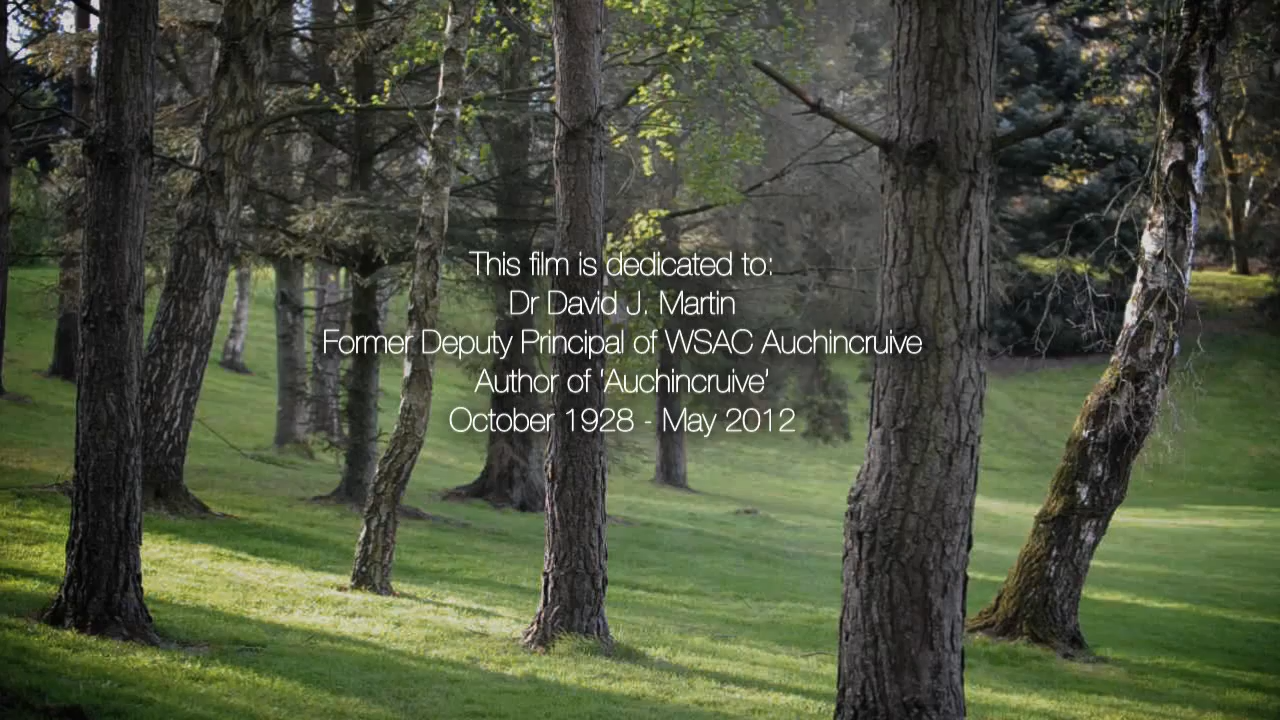 This film is dedicated to:
Dr David J. Martin
Former Deputy Principal of WSAC Auchincruive
Author of 'Auchincruive'
October 1928 - May 2012